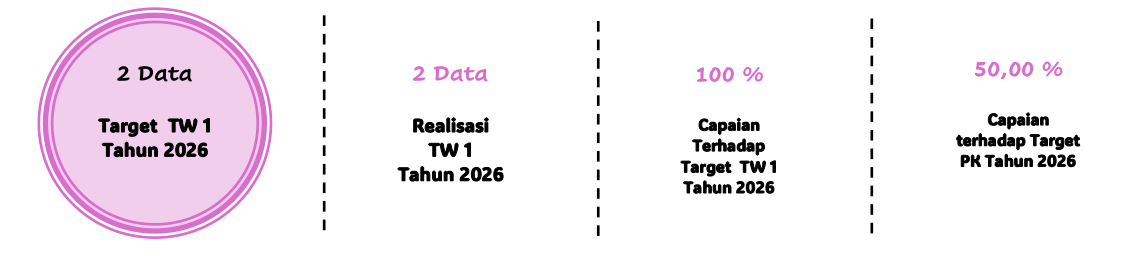 2 Data
Target TW 1
Tahun 2026
2 Data
Realisasi
TW 1
Tahun 2026
100 %
Capaian
Terhadap
Target TW 1
Tahun 2026
50,00 %
Capaian
terhadap Target
PK Tahun 2026